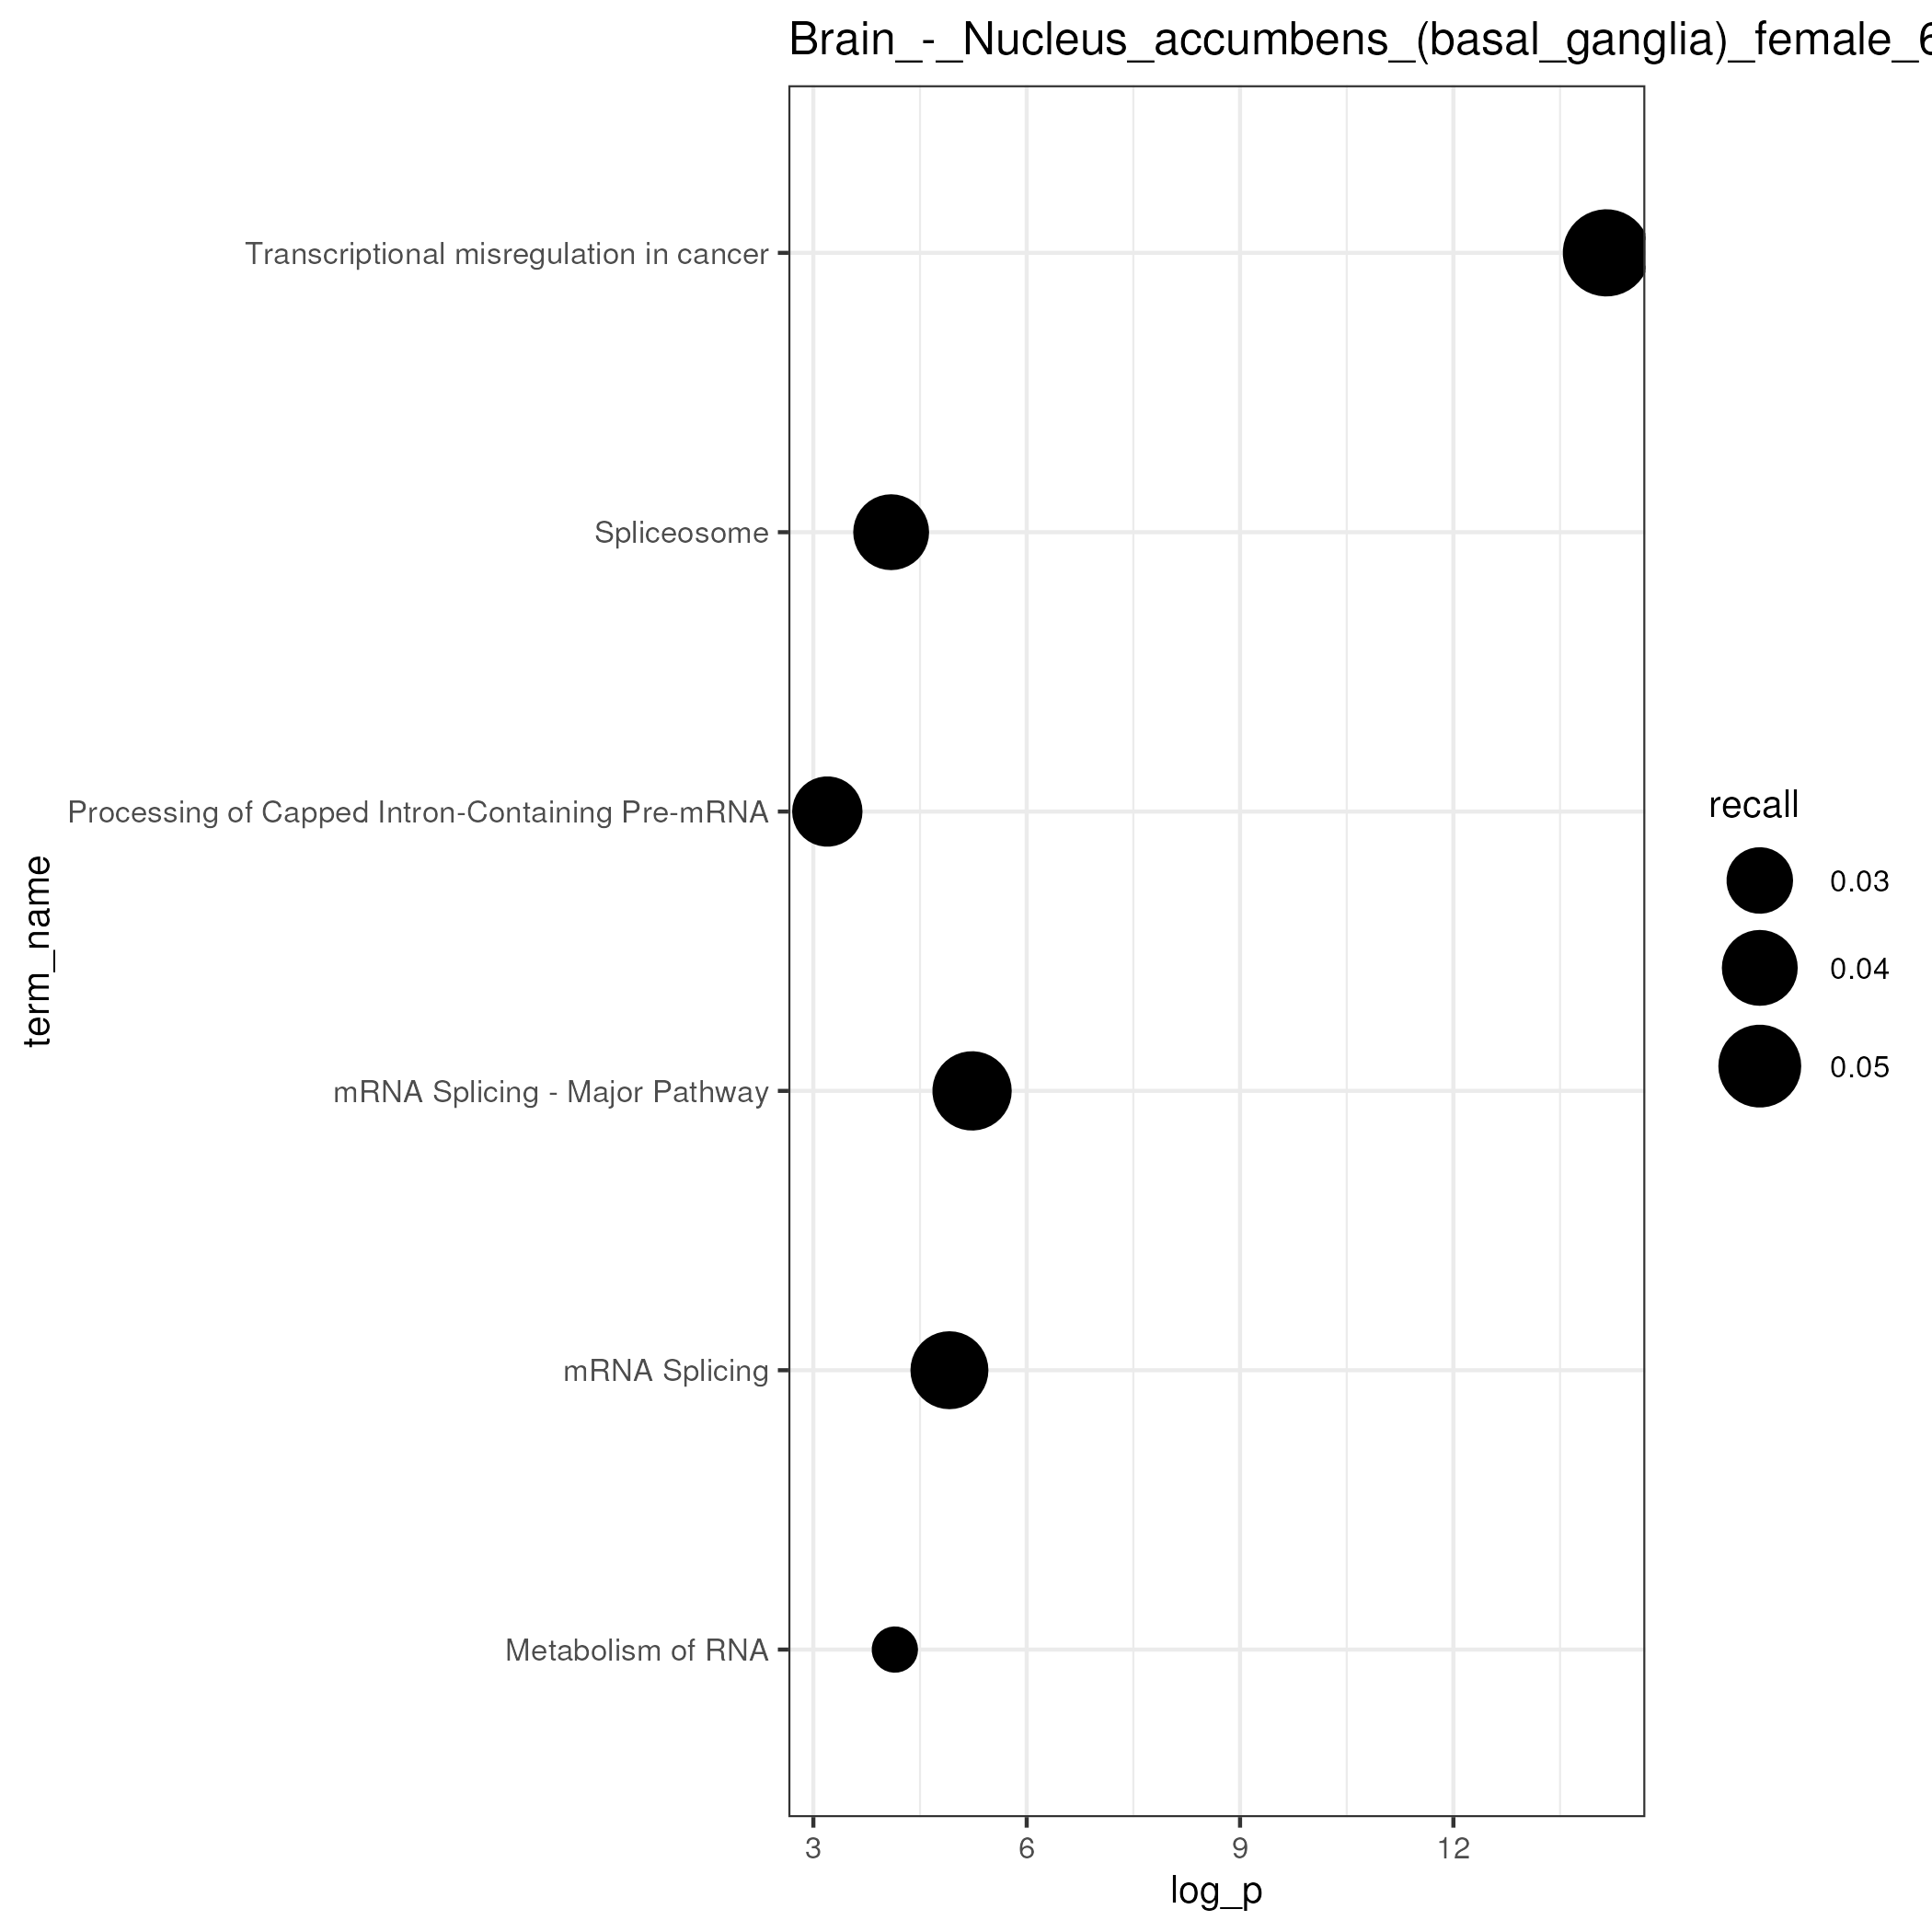 Brain_-_Nucleus_accumbens_(basal_ganglia)_female_6
Transcriptional misregulation in cancer
Spliceosome
Processing of Capped Intron-Containing Pre-mRNA
mRNA Splicing - Major Pathway
mRNA Splicing
Metabolism of RNA
term_name
3 6 9 12
log_p
recall
0.03
0.04
0.05